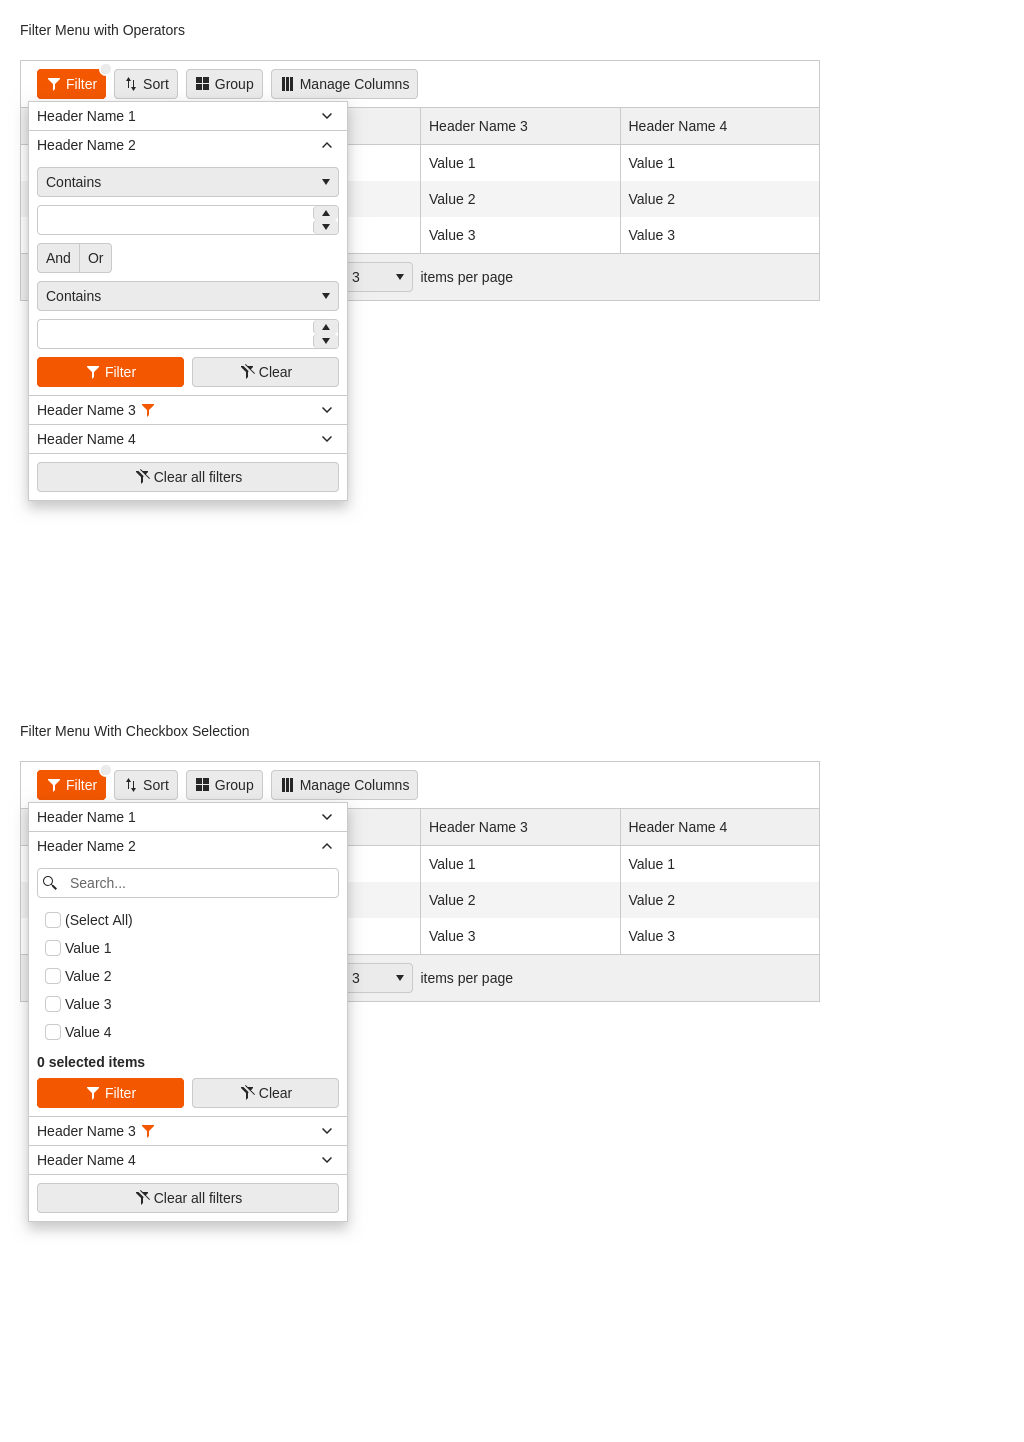 Filter Menu with Operators
Filter Sort Group Manage Columns
Header Name 1
Header Name 3 Header Name 4
Header Name 2
Value 1 Value 1
Contains
Value 2 Value 2
Value 3 Value 3
And Or
3 items per page
Contains
Filter Clear
Header Name 3
Header Name 4
Clear all filters
Filter Menu With Checkbox Selection
Filter Sort Group Manage Columns
Header Name 1
Header Name 3 Header Name 4
Header Name 2
Value 1 Value 1
Search...
Value 2 Value 2
(Select All)
Value 3 Value 3
Value 1
Value 2
3 items per page
Value 3
Value 4
0 selected items
Filter Clear
Header Name 3
Header Name 4
Clear all filters